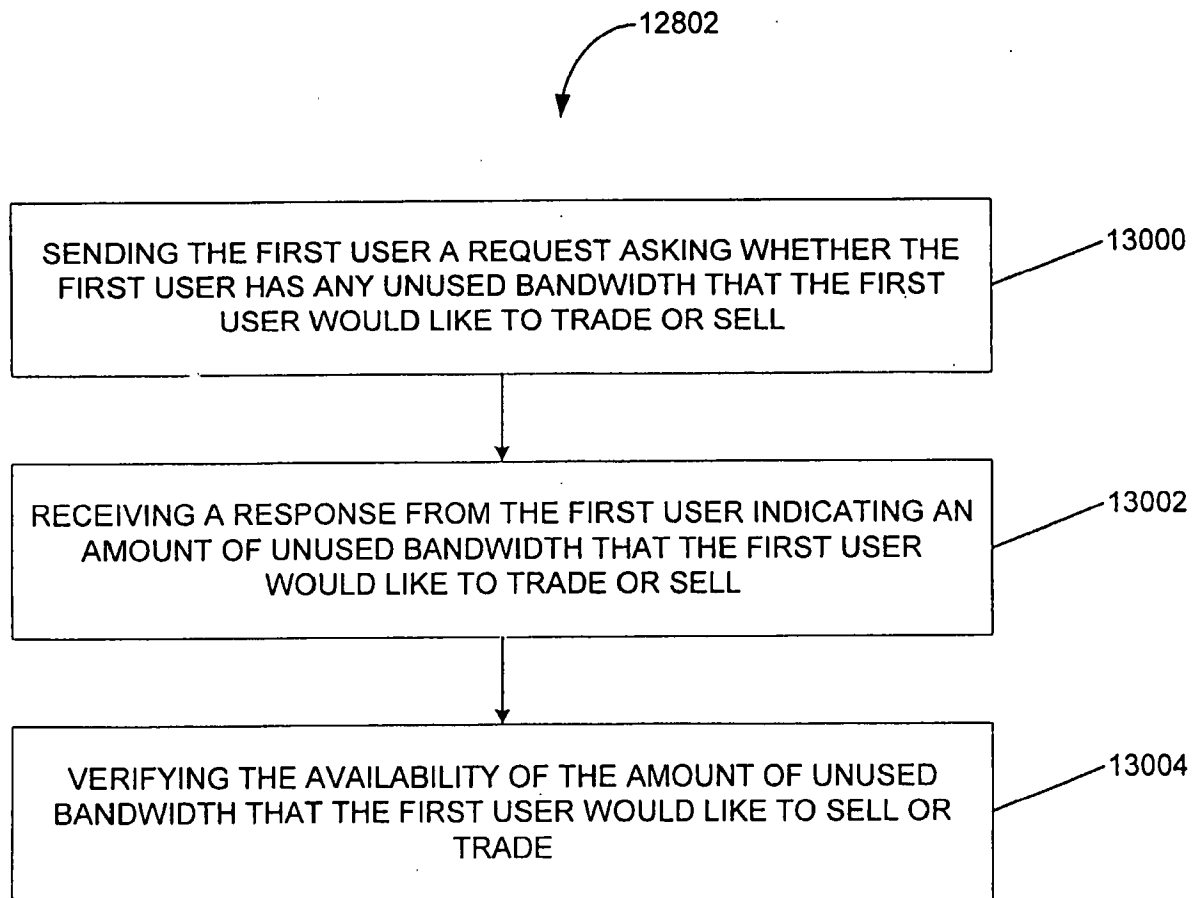 12802
SENDING THE FIRST USER A REQUEST ASKING WHETHER THE
FIRST USER HAS ANY UNUSED BANDWIDTH THAT THE FIRST
USER WOULD LIKE TO TRADE OR SELL
13000
RECEIVING A RESPONSE FROM THE FIRST USER INDICATING AN
AMOUNT OF UNUSED BANDWIDTH THAT THE FIRST USER
WOULD LIKE TO TRADE OR SELL
13002
VERIFYING THE AVAILABILITY OF THE AMOUNT OF UNUSED
BANDWIDTH THAT THE FIRST USER WOULD LIKE TO SELL OR
TRADE
13004